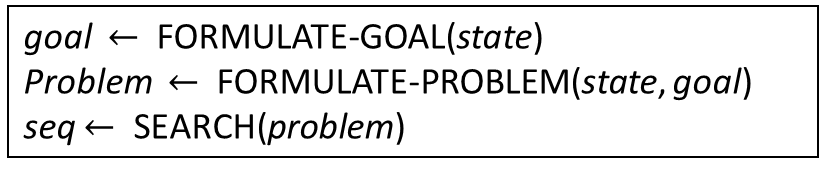 goal ← FORMULATE-GOAL(state)
Problem ← FORMULATE-PROBLEM(state, goal)
seq ← SEARCH(problem)